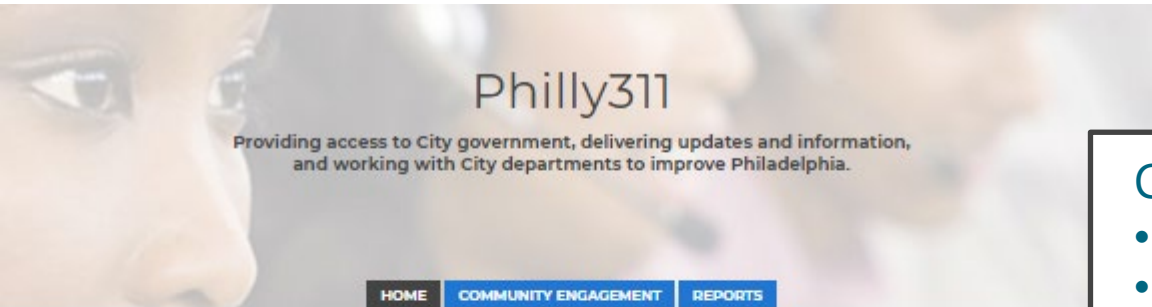 Philly311
Providing access to City government, delivering updates and information,
and working with City departments to improve Philadelphia.
HOME COMMUNITY ENGAGEMENT REPORTS